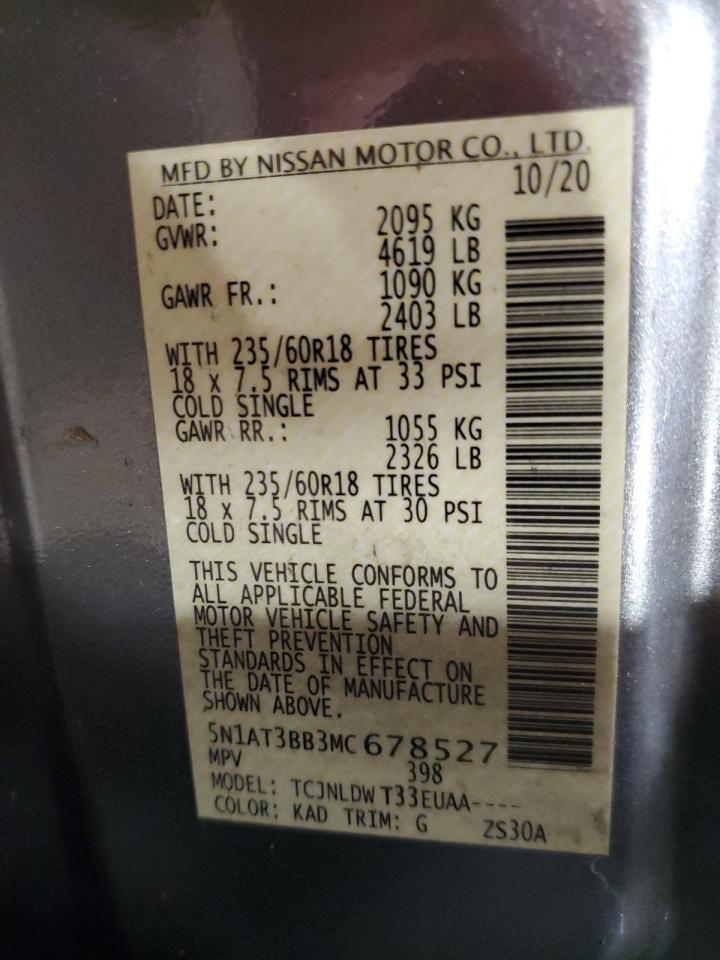 MFD BY NISSAN MOTOR CO., LTD.
DATE: 10/20
GVWR: 2095 KG
4619 LB
GAWR FR.: 1090 KG
2403 LB
WITH 235/60R18 TIRES
18 x 7.5 RIMS AT 33 PSI
COLD SINGLE
GAWR RR.: 1055 KG
2326 LB
WITH 235/60R18 TIRES
18 x 7.5 RIMS AT 30 PSI
COLD SINGLE
THIS VEHICLE CONFORMS TO
ALL APPLICABLE FEDERAL
MOTOR VEHICLE SAFETY AND
THEFT PREVENTION
STANDARDS IN EFFECT ON
THE DATE OF MANUFACTURE
SHOWN ABOVE.
5N1AT3BB3MC678527
MPV 398
MODEL: TCJNLDW T33EUAA----
COLOR: KAD TRIM: G ZS30A